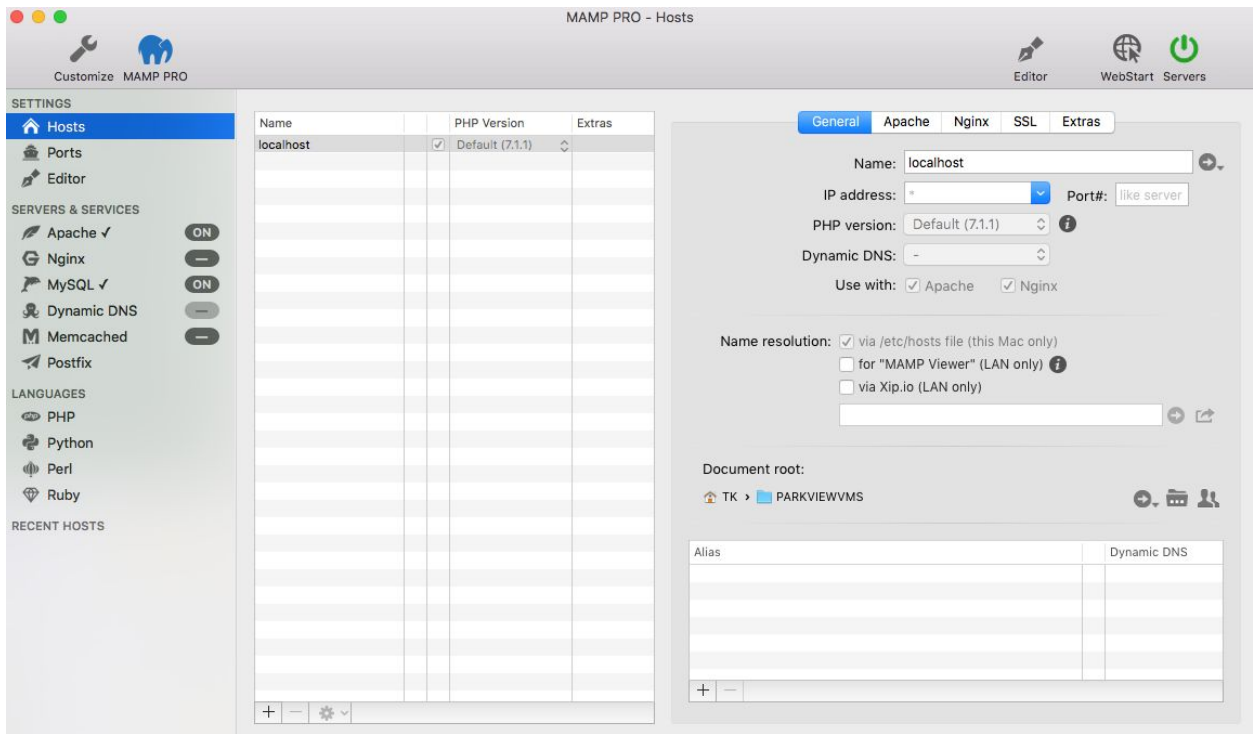 MAMP PRO - Hosts
Customize MAMP PRO
Editor WebStart Servers
SETTINGS
Hosts
Ports
Editor
SERVERS & SERVICES
Apache ✓ ON
Nginx
MySQL ✓ ON
Dynamic DNS
Memcached
Postfix
LANGUAGES
PHP
Python
Perl
Ruby
RECENT HOSTS
Name PHP Version Extras
localhost Default (7.1.1)
General Apache Nginx SSL Extras
Name: localhost
IP address: * Port#: like server
PHP version: Default (7.1.1)
Dynamic DNS: -
Use with: Apache Nginx
Name resolution: via /etc/hosts file (this Mac only)
for "MAMP Viewer" (LAN only)
via Xip.io (LAN only)
Document root:
TK › PARKVIEWVMS
Alias Dynamic DNS